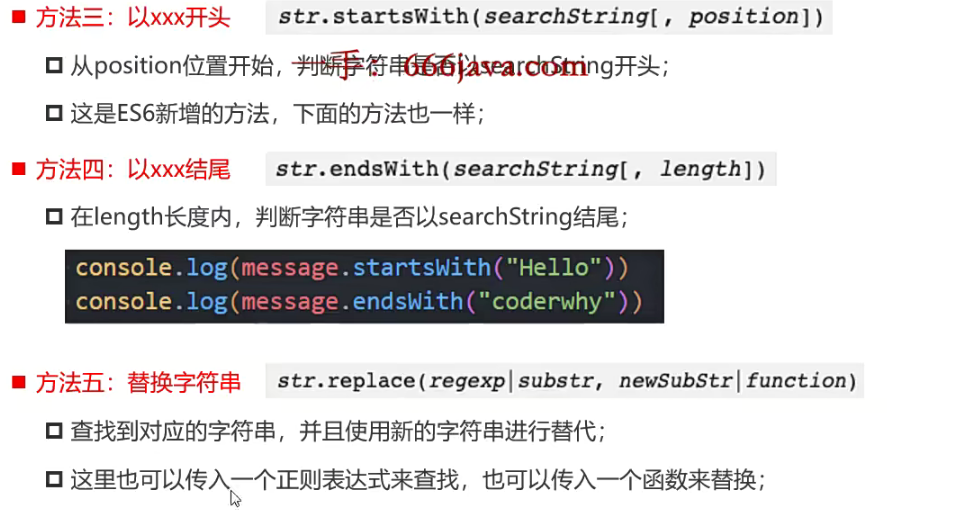 方法三：以xxx开头 str.startsWith(searchString[, position])
从position位置开始，判断字符串是否以searchString开头；
一手：666java.com
这是ES6新增的方法，下面的方法也一样；
方法四：以xxx结尾 str.endsWith(searchString[, length])
在length长度内，判断字符串是否以searchString结尾；
console.log(message.startsWith("Hello"))
console.log(message.endsWith("coderwhy"))
方法五：替换字符串 str.replace(regexp|substr, newSubStr|function)
查找到对应的字符串，并且使用新的字符串进行替代；
这里也可以传入一个正则表达式来查找，也可以传入一个函数来替换；